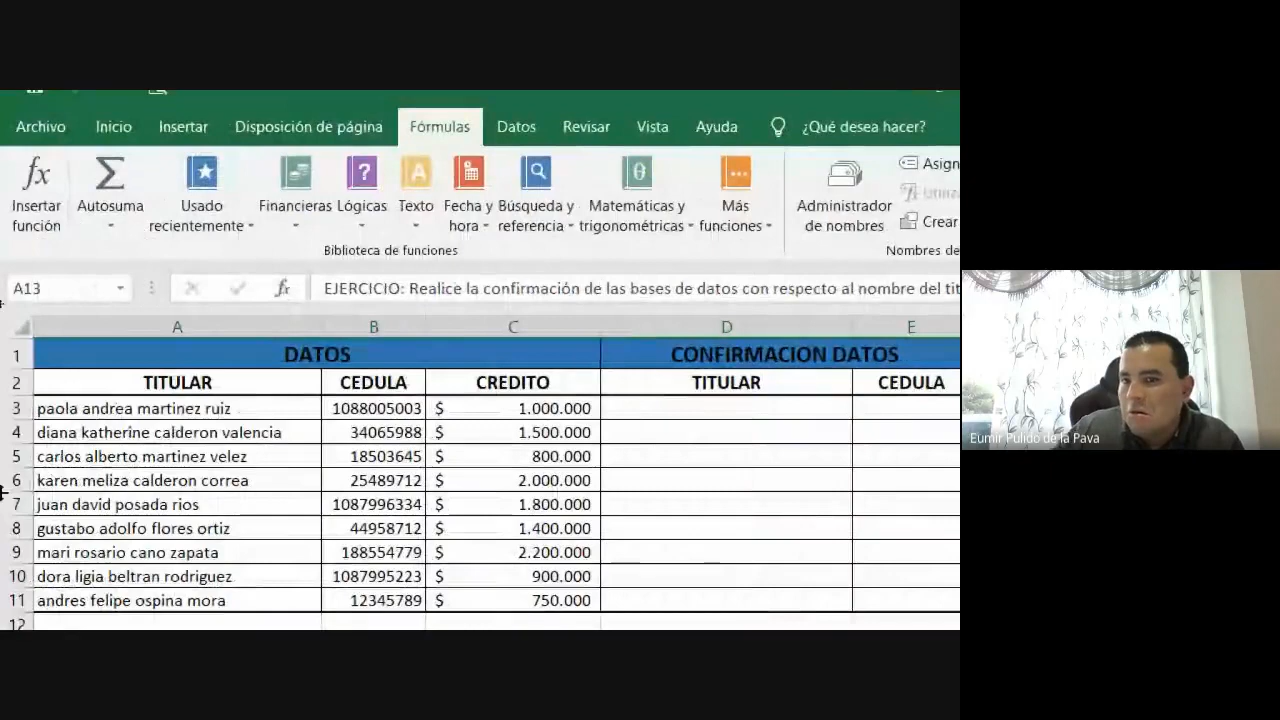 Archivo Inicio Insertar Disposición de página Fórmulas Datos Revisar Vista Ayuda ¿Qué desea hacer?
fx Σ ? A θ
Insertar función Autosuma Usado recientemente Financieras Lógicas Texto Fecha y hora Búsqueda y referencia Matemáticas y trigonométricas Más funciones Administrador de nombres Asign
Crear
Biblioteca de funciones Nombres de
A13 fx EJERCICIO: Realice la confirmación de las bases de datos con respecto al nombre del tit
A B C D E
1 DATOS CONFIRMACION DATOS
2 TITULAR CEDULA CREDITO TITULAR CEDULA
3 paola andrea martinez ruiz 1088005003 $ 1.000.000
4 diana katherine calderon valencia 34065988 $ 1.500.000
5 carlos alberto martinez velez 18503645 $ 800.000
6 karen meliza calderon correa 25489712 $ 2.000.000
7 juan david posada rios 1087996334 $ 1.800.000
8 gustabo adolfo flores ortiz 44958712 $ 1.400.000
9 mari rosario cano zapata 188554779 $ 2.200.000
10 dora ligia beltran rodriguez 1087995223 $ 900.000
11 andres felipe ospina mora 12345789 $ 750.000
12
Eumir Pulido de la Pava